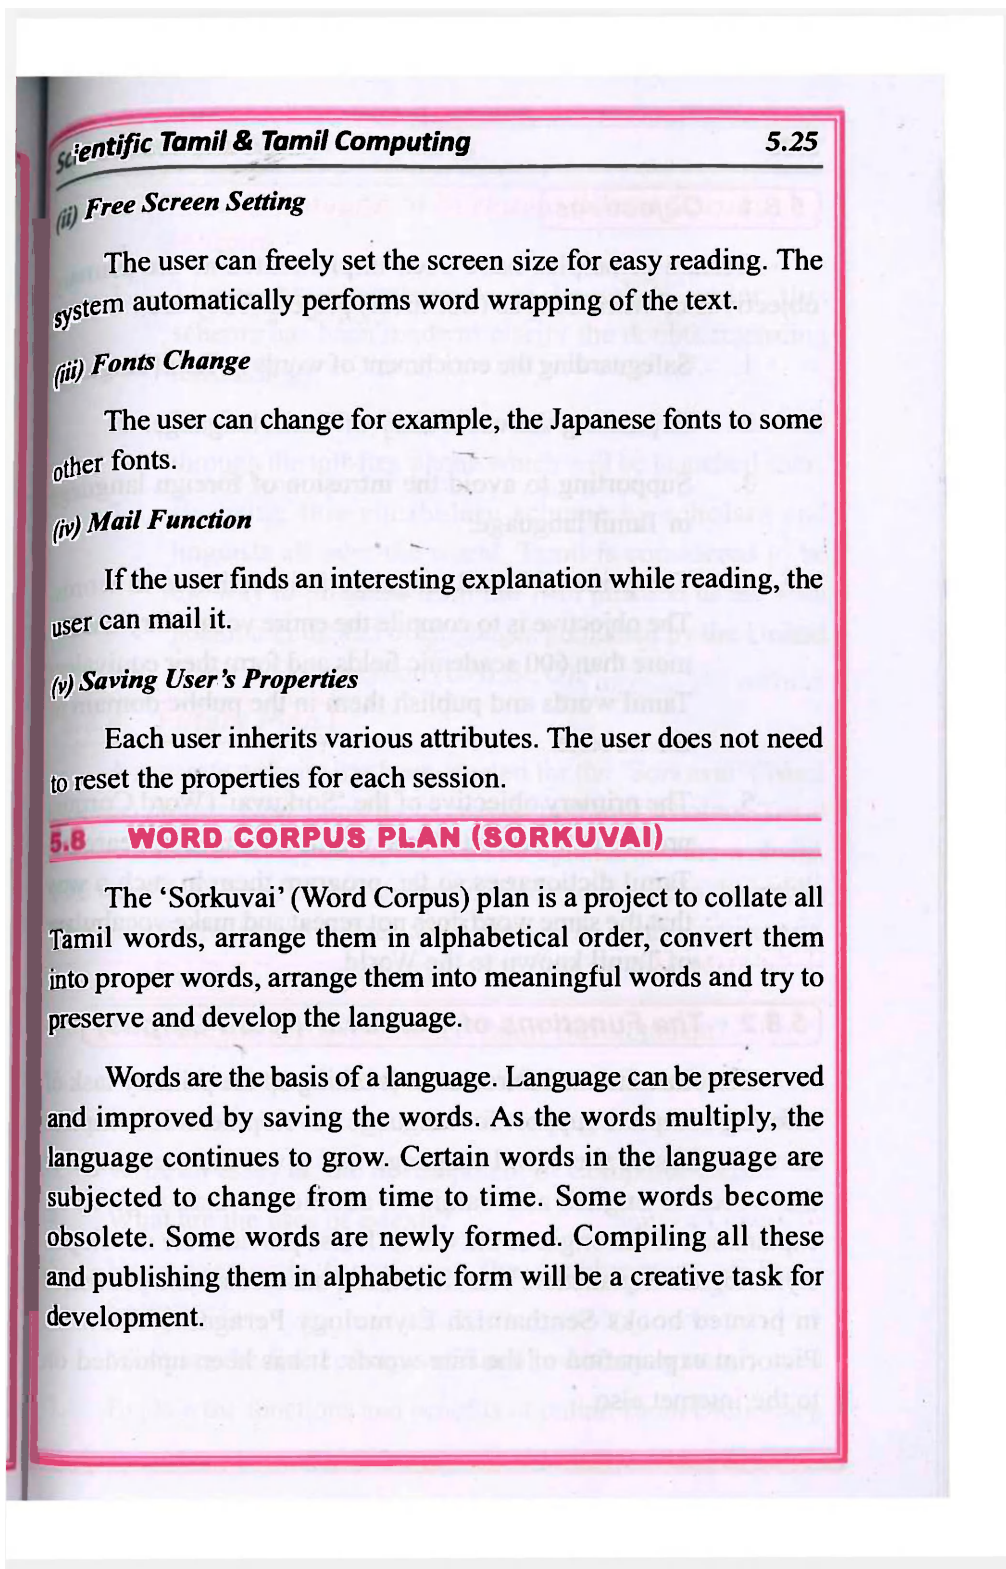 Scientific Tamil & Tamil Computing 5.25
(ii) Free Screen Setting
The user can freely set the screen size for easy reading. The
system automatically performs word wrapping of the text.
(iii) Fonts Change
The user can change for example, the Japanese fonts to some
other fonts.
(iv) Mail Function
If the user finds an interesting explanation while reading, the
user can mail it.
(v) Saving User's Properties
Each user inherits various attributes. The user does not need
to reset the properties for each session.
5.8 WORD CORPUS PLAN (SORKUVAI)
The ‘Sorkuvai’ (Word Corpus) plan is a project to collate all
Tamil words, arrange them in alphabetical order, convert them
into proper words, arrange them into meaningful words and try to
preserve and develop the language.
Words are the basis of a language. Language can be preserved
and improved by saving the words. As the words multiply, the
language continues to grow. Certain words in the language are
subjected to change from time to time. Some words become
obsolete. Some words are newly formed. Compiling all these
and publishing them in alphabetic form will be a creative task for
development.